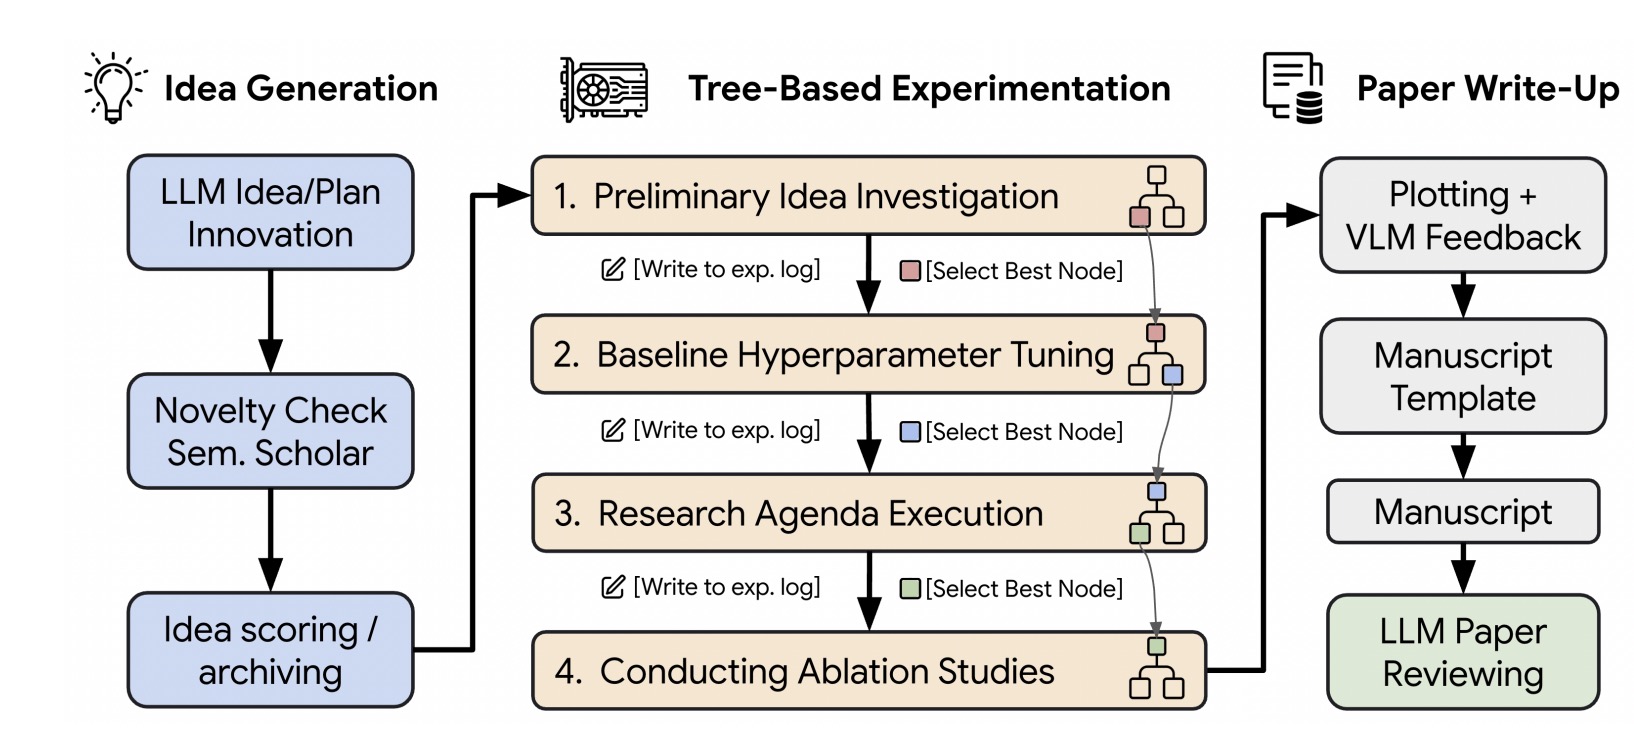 Idea Generation
LLM Idea/Plan
Innovation
Novelty Check
Sem. Scholar
Idea scoring /
archiving
Tree-Based Experimentation
1. Preliminary Idea Investigation
[Write to exp. log]
[Select Best Node]
2. Baseline Hyperparameter Tuning
[Write to exp. log]
[Select Best Node]
3. Research Agenda Execution
[Write to exp. log]
[Select Best Node]
4. Conducting Ablation Studies
Paper Write-Up
Plotting +
VLM Feedback
Manuscript
Template
Manuscript
LLM Paper
Reviewing